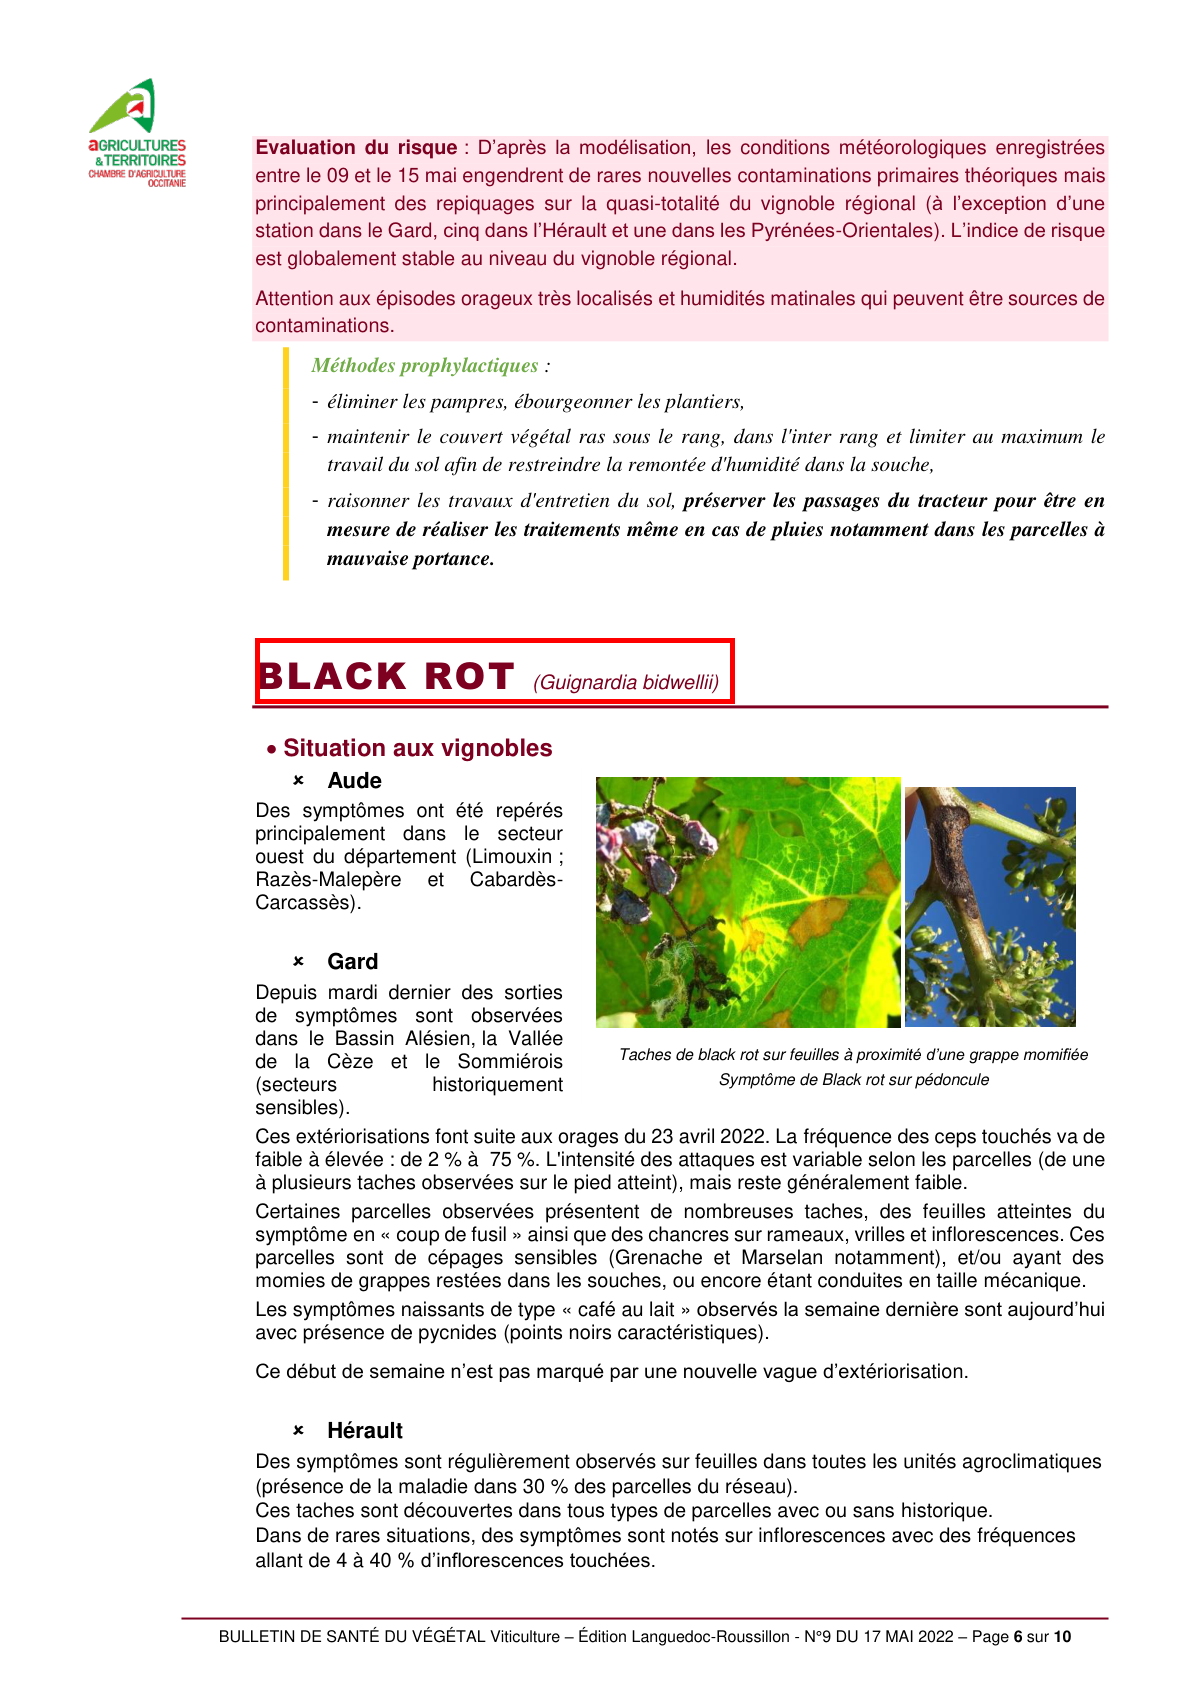 aGRICULTURES
& TERRITOIRES
CHAMBRE D'AGRICULTURE
OCCITANIE
Evaluation du risque : D'après la modélisation, les conditions météorologiques enregistrées
entre le 09 et le 15 mai engendrent de rares nouvelles contaminations primaires théoriques mais
principalement des repiquages sur la quasi-totalité du vignoble régional (à l'exception d'une
station dans le Gard, cinq dans l'Hérault et une dans les Pyrénées-Orientales). L'indice de risque
est globalement stable au niveau du vignoble régional.
Attention aux épisodes orageux très localisés et humidités matinales qui peuvent être sources de
contaminations.
Méthodes prophylactiques :
- éliminer les pampres, ébourgeonner les plantiers,
- maintenir le couvert végétal ras sous le rang, dans l'inter rang et limiter au maximum le
travail du sol afin de restreindre la remontée d'humidité dans la souche,
- raisonner les travaux d'entretien du sol, préserver les passages du tracteur pour être en
mesure de réaliser les traitements même en cas de pluies notamment dans les parcelles à
mauvaise portance.
BLACK ROT (Guignardia bidwellii)
• Situation aux vignobles
× Aude
Des symptômes ont été repérés
principalement dans le secteur
ouest du département (Limouxin ;
Razès-Malepère et Cabardès-
Carcassès).
× Gard
Depuis mardi dernier des sorties
de symptômes sont observées
dans le Bassin Alésien, la Vallée
de la Cèze et le Sommiérois
(secteurs historiquement
sensibles).
Taches de black rot sur feuilles à proximité d'une grappe momifiée
Symptôme de Black rot sur pédoncule
Ces extériorisations font suite aux orages du 23 avril 2022. La fréquence des ceps touchés va de
faible à élevée : de 2 % à 75 %. L'intensité des attaques est variable selon les parcelles (de une
à plusieurs taches observées sur le pied atteint), mais reste généralement faible.
Certaines parcelles observées présentent de nombreuses taches, des feuilles atteintes du
symptôme en « coup de fusil » ainsi que des chancres sur rameaux, vrilles et inflorescences. Ces
parcelles sont de cépages sensibles (Grenache et Marselan notamment), et/ou ayant des
momies de grappes restées dans les souches, ou encore étant conduites en taille mécanique.
Les symptômes naissants de type « café au lait » observés la semaine dernière sont aujourd'hui
avec présence de pycnides (points noirs caractéristiques).
Ce début de semaine n'est pas marqué par une nouvelle vague d'extériorisation.
× Hérault
Des symptômes sont régulièrement observés sur feuilles dans toutes les unités agroclimatiques
(présence de la maladie dans 30 % des parcelles du réseau).
Ces taches sont découvertes dans tous types de parcelles avec ou sans historique.
Dans de rares situations, des symptômes sont notés sur inflorescences avec des fréquences
allant de 4 à 40 % d'inflorescences touchées.
BULLETIN DE SANTÉ DU VÉGÉTAL Viticulture – Édition Languedoc-Roussillon - N°9 DU 17 MAI 2022 – Page 6 sur 10